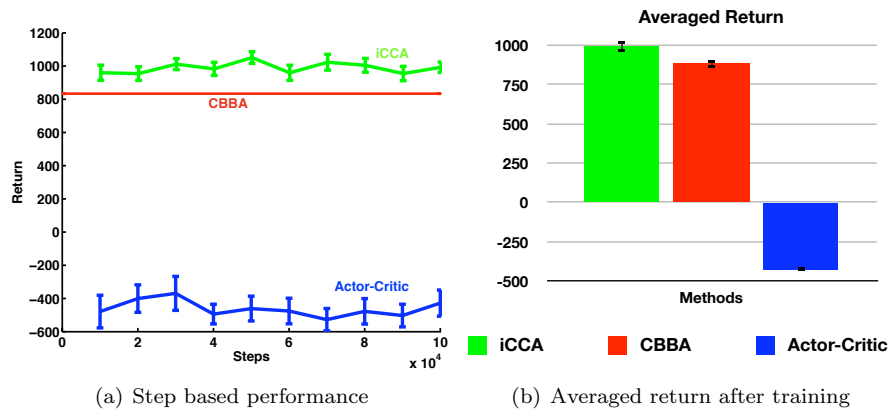 1200
1000
800
600
400
200
0
−200
−400
−600
Return
iCCA
CBBA
Actor-Critic
0 2 4 6 8 10
Steps
x 10⁴
(a) Step based performance
Averaged Return
1000
750
500
250
0
-250
-500
Methods
iCCA CBBA Actor-Critic
(b) Averaged return after training